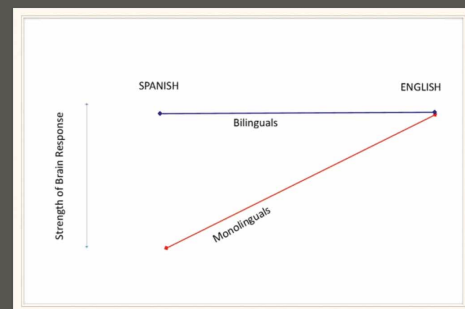 SPANISH
ENGLISH
Bilinguals
Strength of Brain Response
Monolinguals